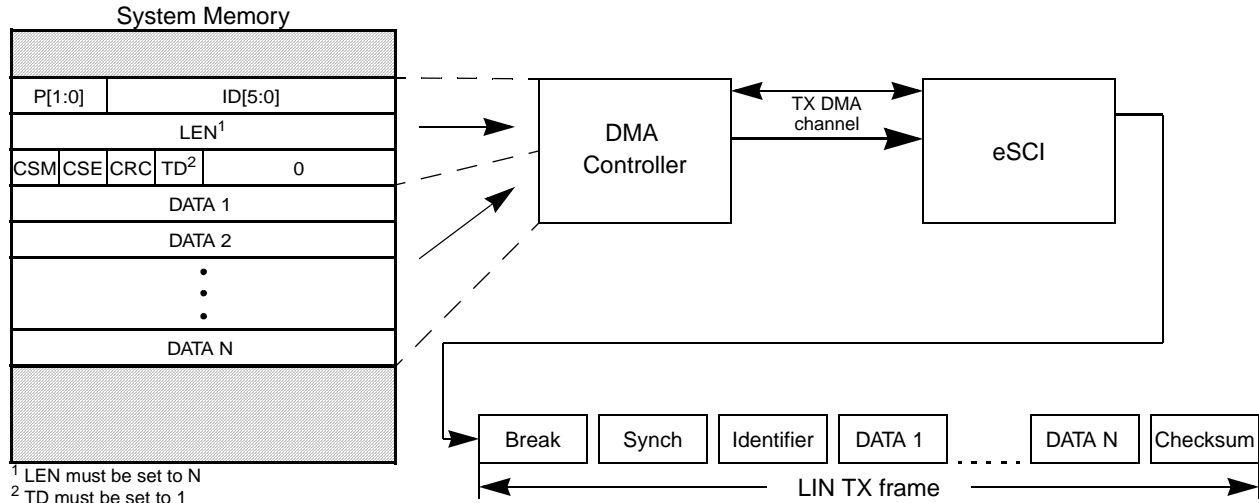 System Memory
P[1:0] ID[5:0]
LEN1
CSM CSE CRC TD2 0
DATA 1
DATA 2
DATA N
1 LEN must be set to N
2 TD must be set to 1
DMA
Controller
TX DMA
channel
eSCI
Break Synch Identifier DATA 1 DATA N Checksum
LIN TX frame